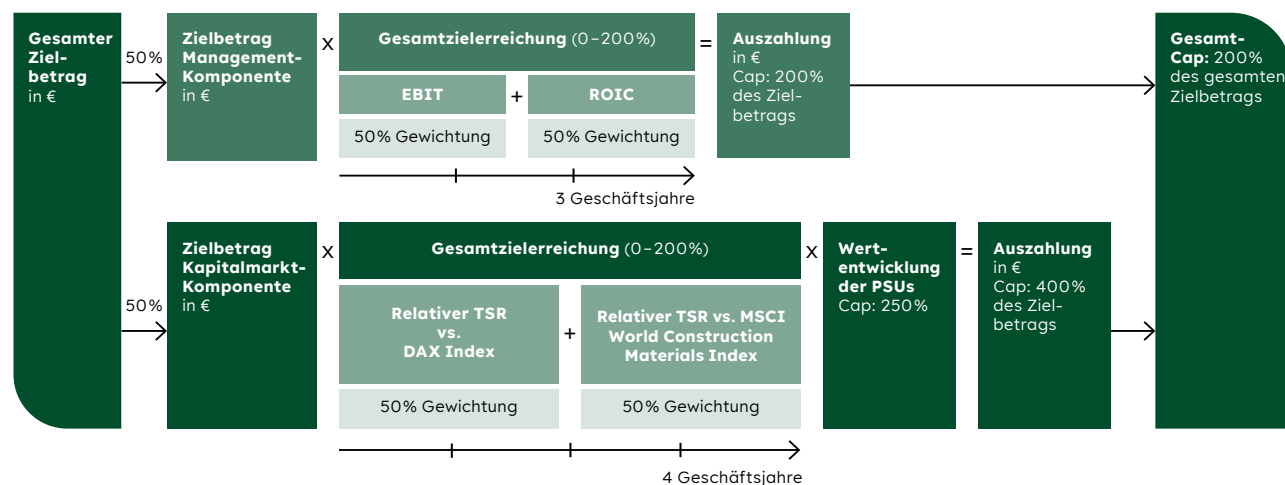 Gesamter
Ziel-
betrag
in €
50%
Zielbetrag
Management-
Komponente
in €
x
Gesamtzielerreichung (0–200%)
EBIT
+
ROIC
50% Gewichtung
50% Gewichtung
3 Geschäftsjahre
=
Auszahlung
in €
Cap: 200%
des Ziel-
betrags
Gesamt-
Cap: 200%
des gesamten
Zielbetrags
50%
Zielbetrag
Kapitalmarkt-
Komponente
in €
x
Gesamtzielerreichung (0–200%)
Relativer TSR
vs.
DAX Index
+
Relativer TSR vs. MSCI
World Construction
Materials Index
50% Gewichtung
50% Gewichtung
4 Geschäftsjahre
x
Wert-
entwicklung
der PSUs
Cap: 250%
=
Auszahlung
in €
Cap: 400%
des Ziel-
betrags